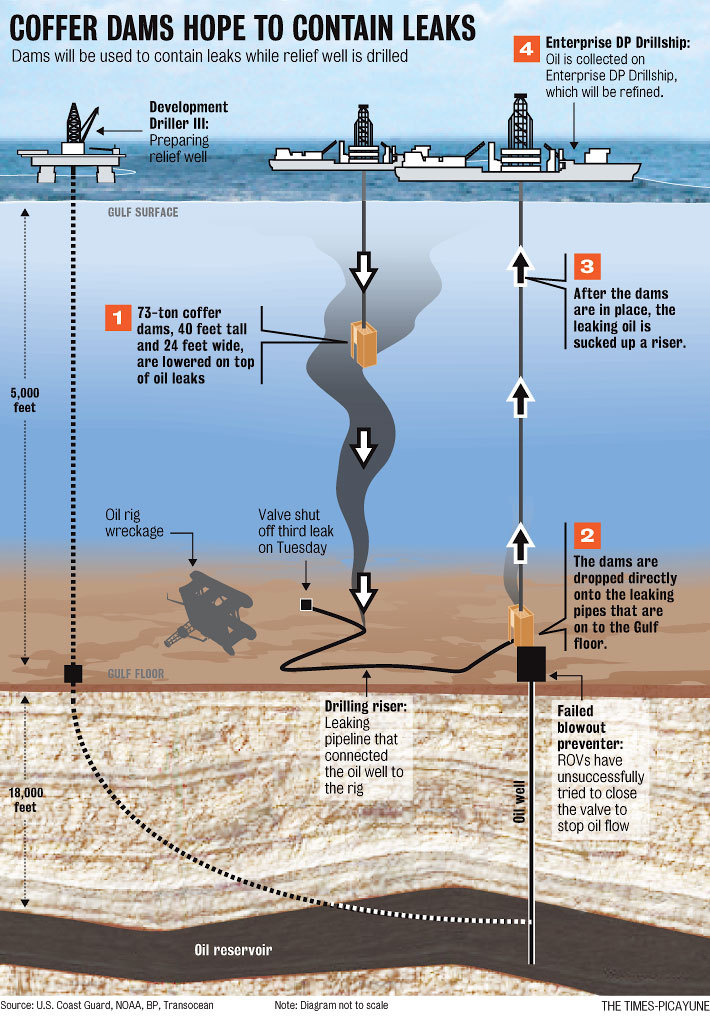 COFFER DAMS HOPE TO CONTAIN LEAKS
Dams will be used to contain leaks while relief well is drilled
4
Enterprise DP Drillship:
Oil is collected on
Enterprise DP Drillship,
which will be refined.
Development
Driller III:
Preparing
relief well
GULF SURFACE
1
73-ton coffer
dams, 40 feet tall
and 24 feet wide,
are lowered on top
of oil leaks
3
After the dams
are in place, the
leaking oil is
sucked up a riser.
5,000
feet
Oil rig
wreckage
Valve shut
off third leak
on Tuesday
2
The dams are
dropped directly
onto the leaking
pipes that are
on to the Gulf
floor.
GULF FLOOR
Drilling riser:
Leaking
pipeline that
connected
the oil well to
the rig
Failed
blowout
preventer:
ROVs have
unsuccessfully
tried to close
the valve to
stop oil flow
18,000
feet
Oil well
Oil reservoir
Source: U.S. Coast Guard, NOAA, BP, Transocean
Note: Diagram not to scale
THE TIMES-PICAYUNE